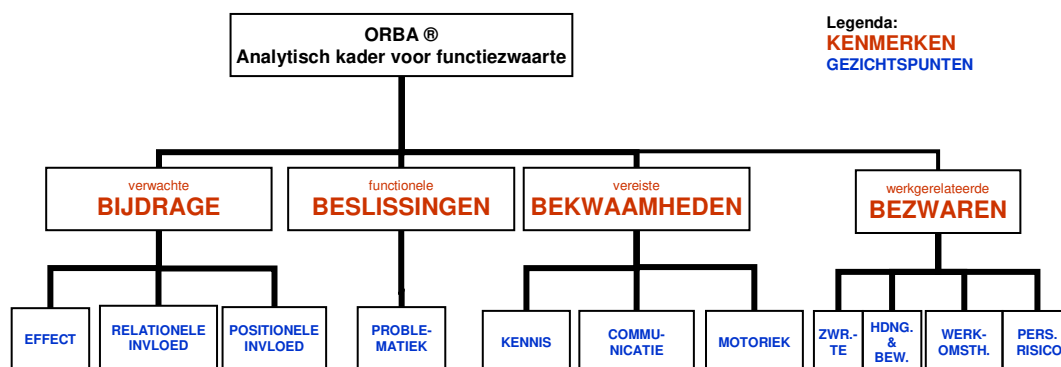 ORBA ®
Analytisch kader voor functiezwaarte
Legenda:
KENMERKEN
GEZICHTSPUNTEN
verwachte
BIJDRAGE
functionele
BESLISSINGEN
vereiste
BEKWAAMHEDEN
werkgerelateerde
BEZWAREN
EFFECT
RELATIONELE
INVLOED
POSITIONELE
INVLOED
PROBLE-
MATIEK
KENNIS
COMMU-
NICATIE
MOTORIEK
ZWR.-
TE
HDNG.
&
BEW.
WERK-
OMSTH.
PERS.
RISICO